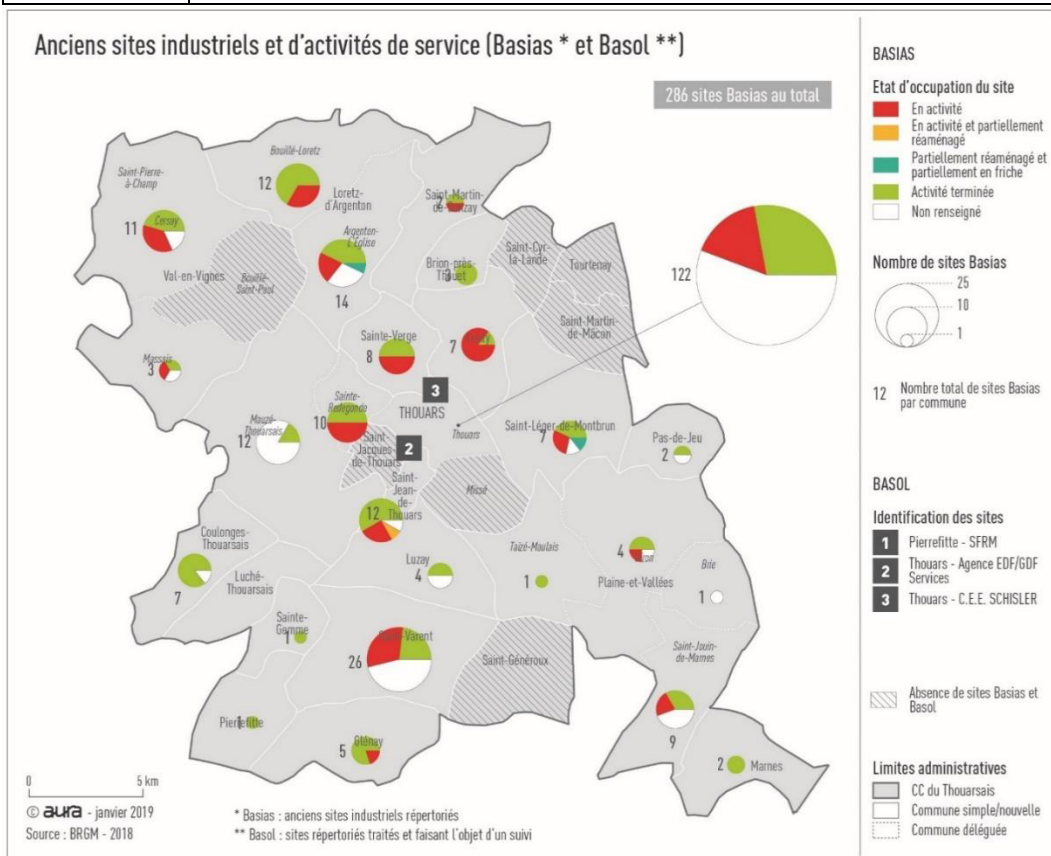 Anciens sites industriels et d'activités de service (Basias * et Basol **)
286 sites Basias au total
Saint-Pierre-
à-Champ
Bouillé-Loretz
12
Loretz-
d'Argenton
Saint-Martin-
2
11
Cersay
Argenton-
l'Église
14
Brion-près-
Thouet
3
Saint-Cyr-
la-Lande
Tourtenay
Saint-Martin-
de-Mâcon
Val-en-Vignes
Bouillé-
Saint-Paul
122
Massais
3
Sainte-Verge
8
7
3
THOUARS
Sainte-
Radegonde
10
Mauzé-
Thouarsais
12
Saint-
Jacques-
de-Thouars
2
Thouars
Saint-Léger-de-Montbrun
7
Pas-de-Jeu
2
Missé
Saint-
Jean-
de-
Thouars
12
Coulonges-
Thouarsais
7
Luché-
Thouarsais
Luzay
4
Taizé-Maulais
1
4
Plaine-et-Vallées
Brie
1
Sainte-
Gemme
1
26
Saint-Varent
Saint-Généroux
Saint-Jouin-
de-Marnes
9
Pierrefitte
1
5
Glénay
2
Marnes
0
5 km
© aura - janvier 2019
Source : BRGM - 2018
* Basias : anciens sites industriels répertoriés
** Basol : sites répertoriés traités et faisant l'objet d'un suivi
BASIAS
Etat d'occupation du site
En activité
En activité et partiellement
réaménagé
Partiellement réaménagé et
partiellement en friche
Activité terminée
Non renseigné
Nombre de sites Basias
25
10
1
12
Nombre total de sites Basias
par commune
BASOL
Identification des sites
1 Pierrefitte - SFRM
2 Thouars - Agence EDF/GDF
Services
3 Thouars - C.E.E. SCHISLER
Absence de sites Basias et
Basol
Limites administratives
CC du Thouarsais
Commune simple/nouvelle
Commune déléguée